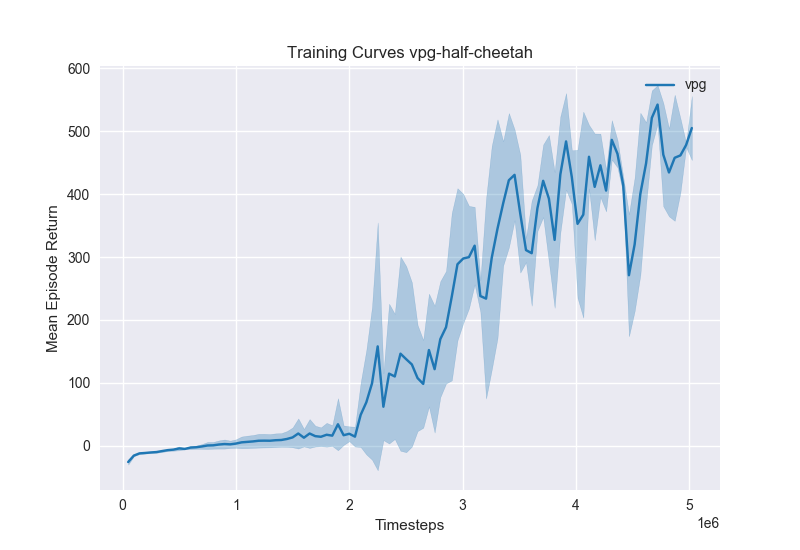 Training Curves vpg-half-cheetah
vpg
Mean Episode Return
600
500
400
300
200
100
0
0 1 2 3 4 5
1e6
Timesteps